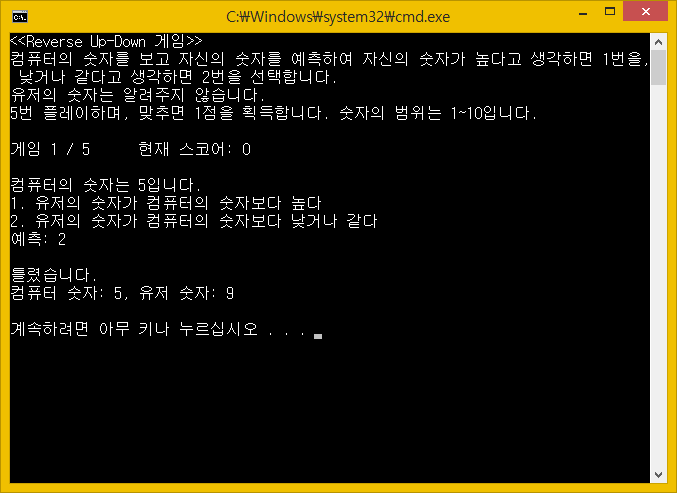 C:\Windows\system32\cmd.exe
<<Reverse Up-Down 게임>>
컴퓨터의 숫자를 보고 자신의 숫자를 예측하여 자신의 숫자가 높다고 생각하면 1번을,
낮거나 같다고 생각하면 2번을 선택합니다.
유저의 숫자는 알려주지 않습니다.
5번 플레이하며, 맞추면 1점을 획득합니다. 숫자의 범위는 1~10입니다.
게임 1 / 5 현재 스코어: 0
컴퓨터의 숫자는 5입니다.
1. 유저의 숫자가 컴퓨터의 숫자보다 높다
2. 유저의 숫자가 컴퓨터의 숫자보다 낮거나 같다
예측: 2
틀렸습니다.
컴퓨터 숫자: 5, 유저 숫자: 9
계속하려면 아무 키나 누르십시오 . . .